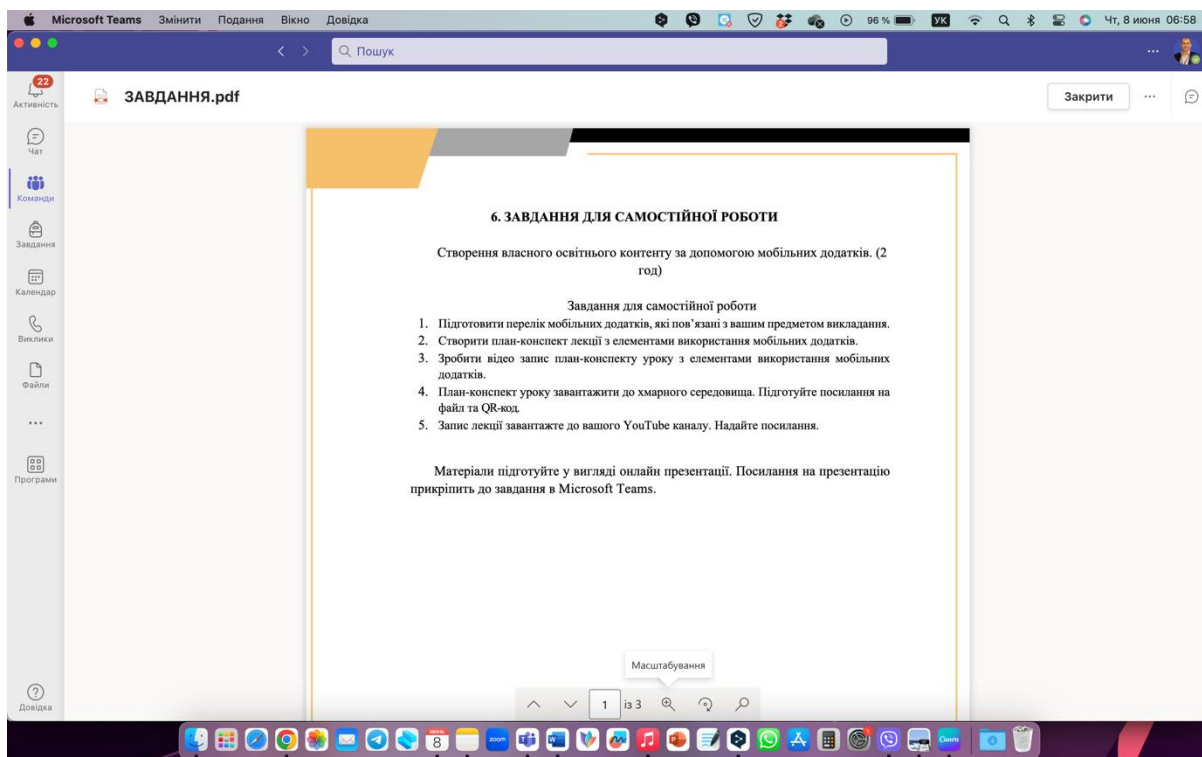 Microsoft Teams Змінити Подання Вікно Довідка 96 % УК Чт, 8 июня 06:58
Пошук
22
Активність
ЗАВДАННЯ.pdf
Закрити
Чат
Команди
Завдання
Календар
Виклики
Файли
Програми
Довідка
6. ЗАВДАННЯ ДЛЯ САМОСТІЙНОЇ РОБОТИ
Створення власного освітнього контенту за допомогою мобільних додатків. (2
год)
Завдання для самостійної роботи
1. Підготовити перелік мобільних додатків, які пов’язані з вашим предметом викладання.
2. Створити план-конспект лекції з елементами використання мобільних додатків.
3. Зробити відео запис план-конспекту уроку з елементами використання мобільних
додатків.
4. План-конспект уроку завантажити до хмарного середовища. Підготуйте посилання на
файл та QR-код.
5. Запис лекції завантажте до вашого YouTube каналу. Надайте посилання.
Матеріали підготуйте у вигляді онлайн презентації. Посилання на презентацію
прикріпить до завдання в Microsoft Teams.
Масштабування
1 із 3
8
zoom
Canva